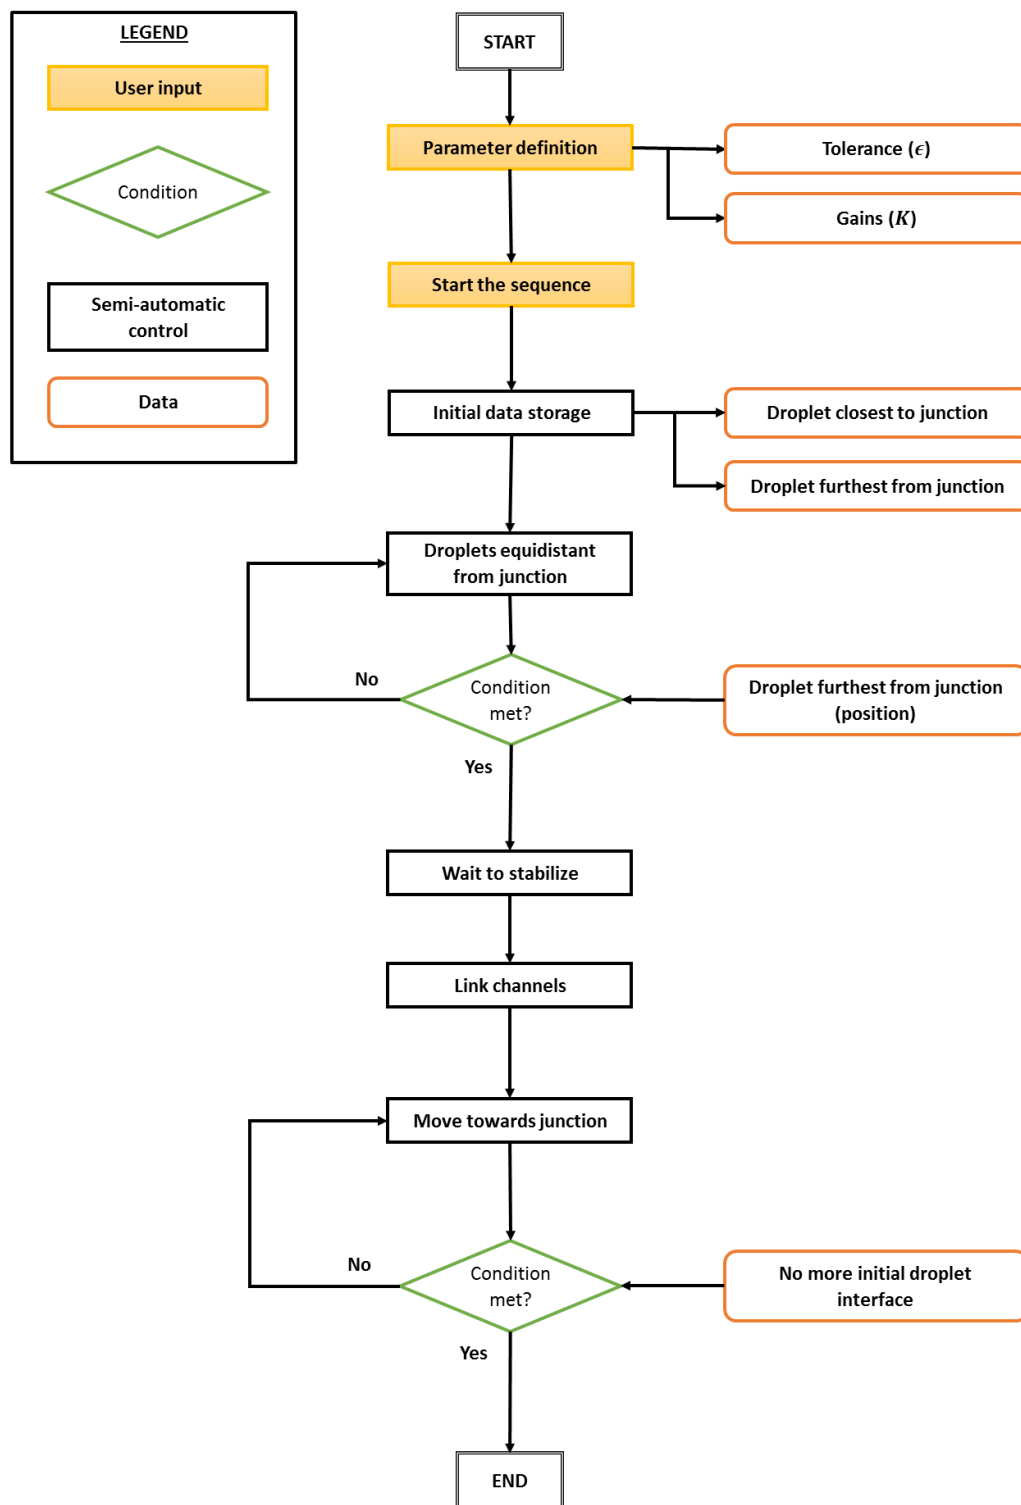 LEGEND
User input
Condition
Semi-automatic
control
Data
START
Parameter definition
Tolerance (ϵ)
Gains (K)
Start the sequence
Initial data storage
Droplet closest to junction
Droplet furthest from junction
Droplets equidistant
from junction
No
Condition
met?
Droplet furthest from junction
(position)
Yes
Wait to stabilize
Link channels
Move towards junction
No
Condition
met?
No more initial droplet
interface
Yes
END